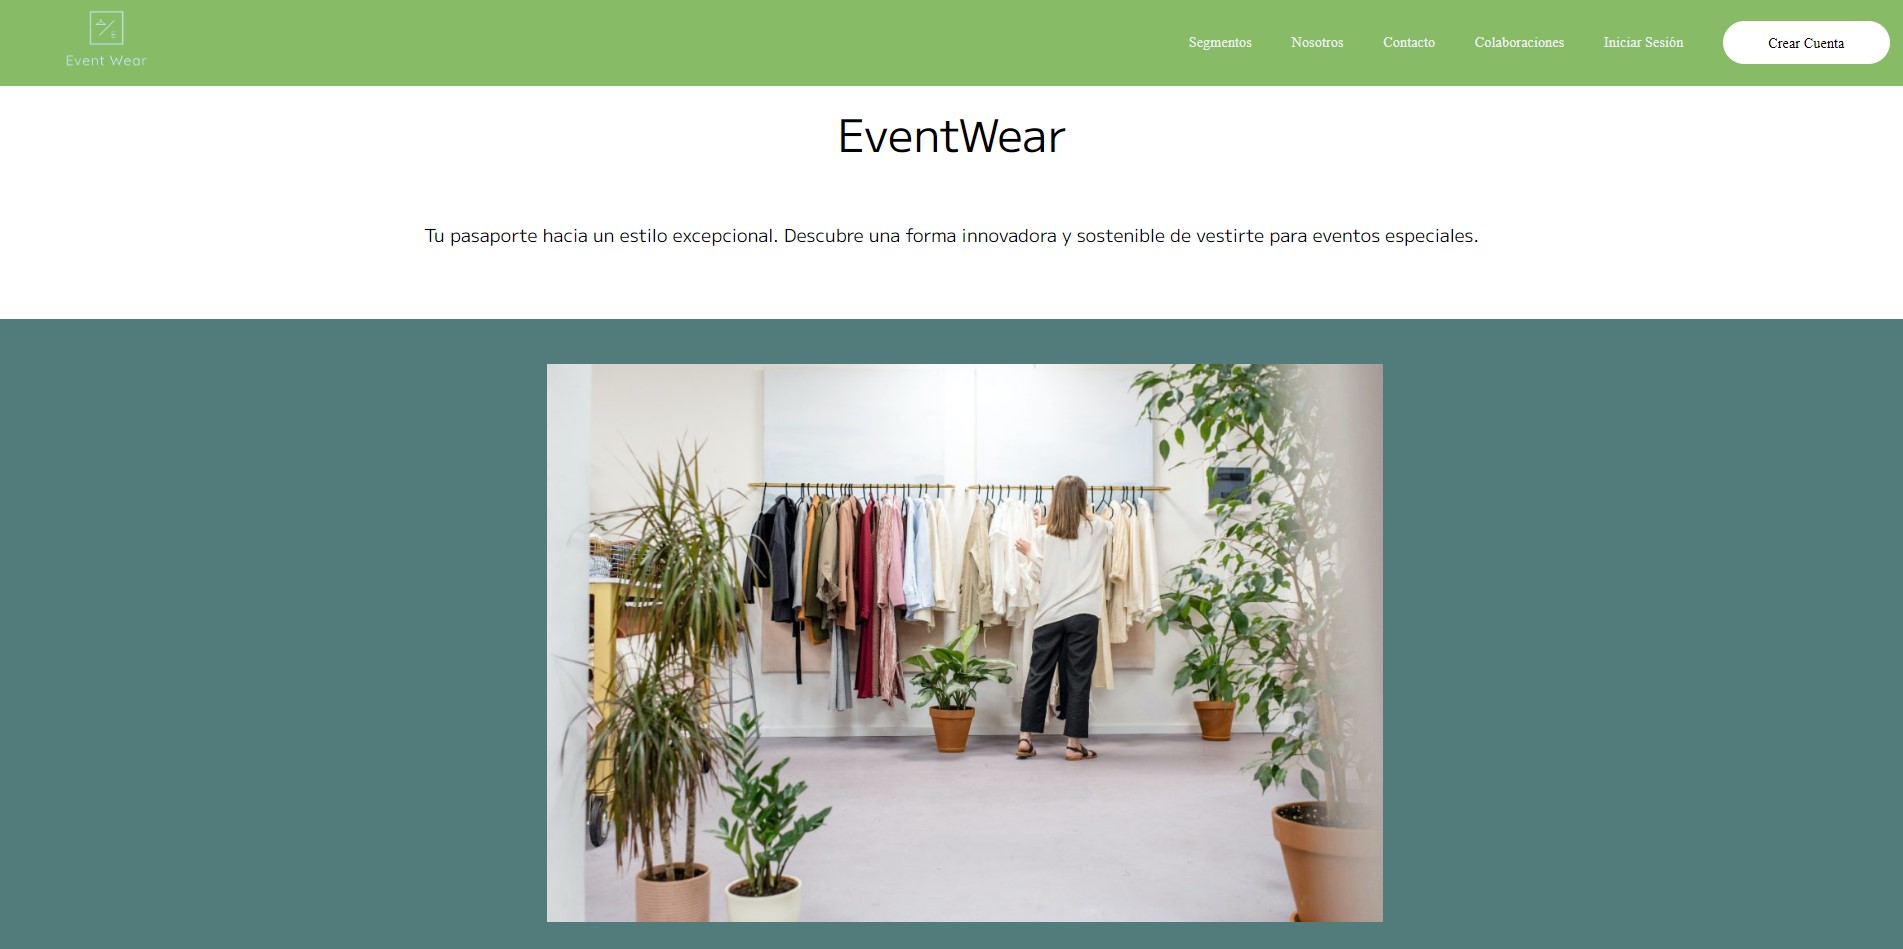 Event Wear
Segmentos Nosotros Contacto Colaboraciones Iniciar Sesión Crear Cuenta
EventWear
Tu pasaporte hacia un estilo excepcional. Descubre una forma innovadora y sostenible de vestirte para eventos especiales.